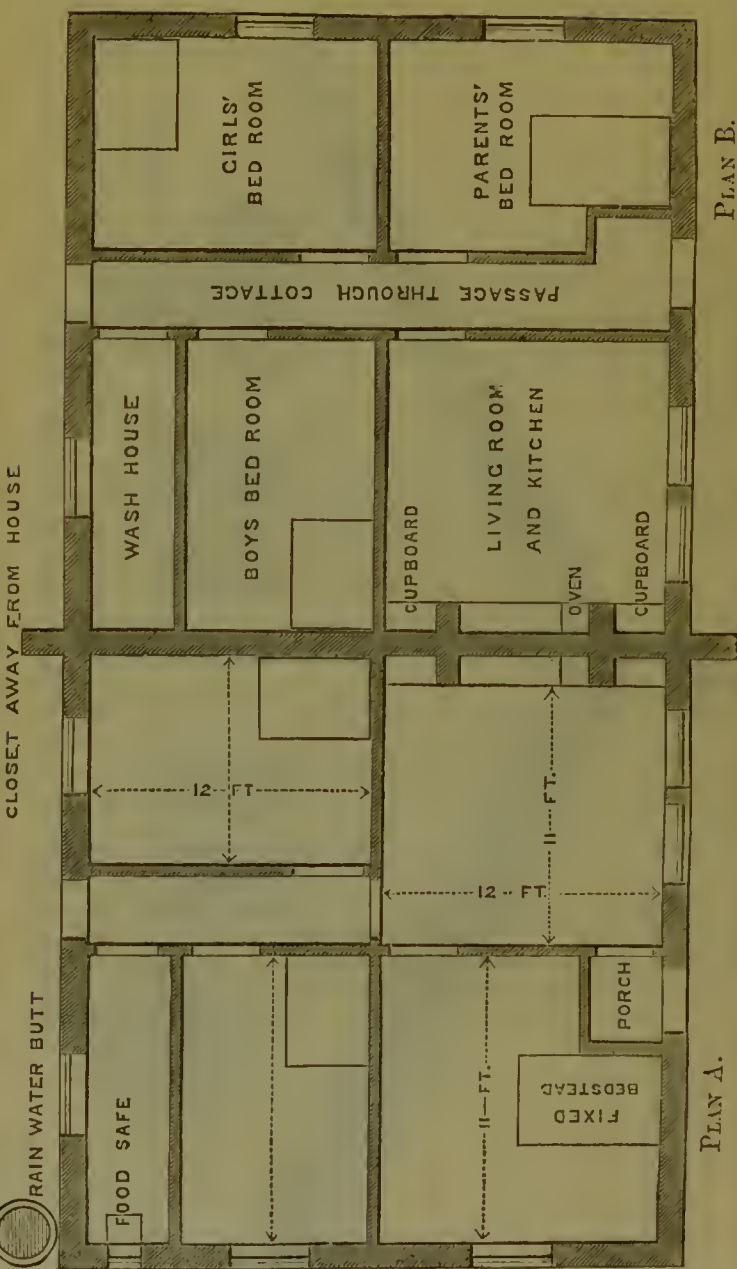 CLOSET AWAY FROM HOUSE
RAIN WATER BUTT
FOOD SAFE
12 FT
WASH HOUSE
BOYS BED ROOM
GIRLS'
BED ROOM
PASSAGE THROUGH COTTAGE
11 FT.
PORCH
FIXED
BEDSTEAD
12 FT.
11 FT.
CUPBOARD
LIVING ROOM
AND KITCHEN
OVEN
CUPBOARD
PARENTS'
BED ROOM
PLAN A.
PLAN B.